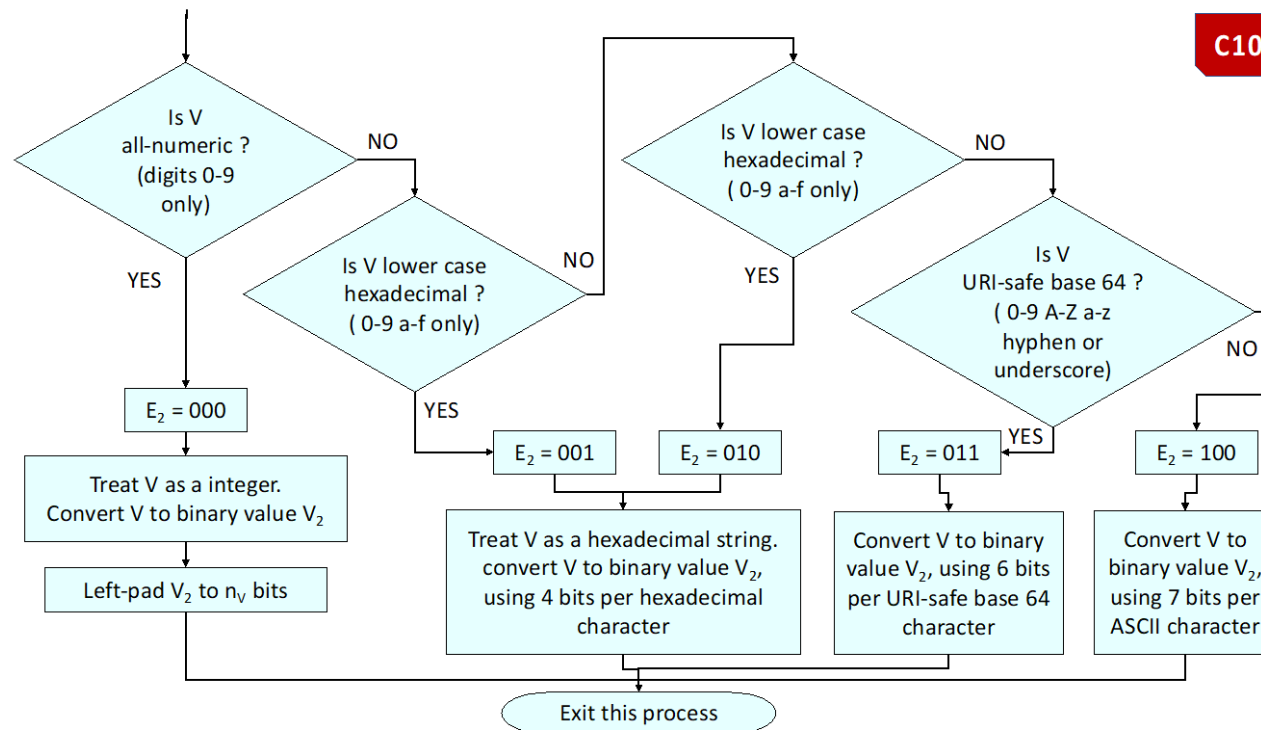 C10
Is V
all-numeric ?
(digits 0-9
only)
NO
YES
Is V lower case
hexadecimal ?
( 0-9 a-f only)
NO
YES
Is V lower case
hexadecimal ?
( 0-9 a-f only)
NO
YES
Is V
URI-safe base 64 ?
( 0-9 A-Z a-z
hyphen or
underscore)
NO
YES
E₂ = 000
E₂ = 001
E₂ = 010
E₂ = 011
E₂ = 100
Treat V as a integer.
Convert V to binary value V₂
Left-pad V₂ to nᵥ bits
Treat V as a hexadecimal string.
convert V to binary value V₂,
using 4 bits per hexadecimal
character
Convert V to binary
value V₂, using 6 bits
per URI-safe base 64
character
Convert V to
binary value V₂,
using 7 bits per
ASCII character
Exit this process